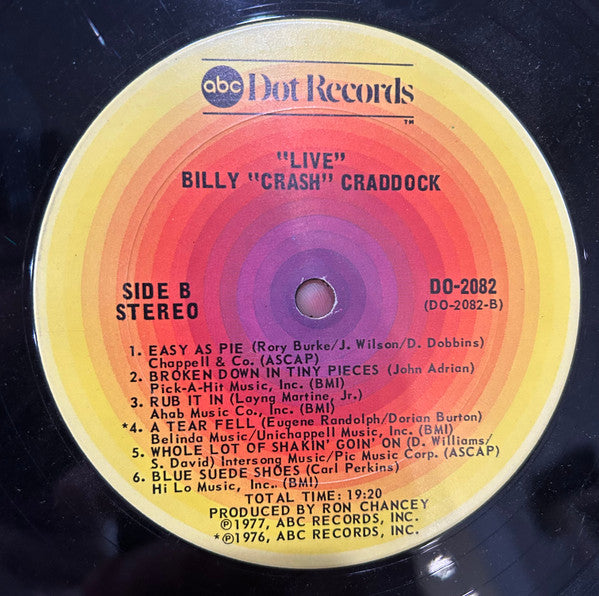 abc Dot Records
TM
"LIVE"
BILLY "CRASH" CRADDOCK
SIDE B
STEREO
DO-2082
(DO-2082-B)
1. EASY AS PIE (Rory Burke/J. Wilson/D. Dobbins)
Chappell & Co. (ASCAP)
2. BROKEN DOWN IN TINY PIECES (John Adrian)
Pick-A-Hit Music, Inc. (BMI)
3. RUB IT IN (Layng Martine, Jr.)
Ahab Music Co., Inc. (BMI)
*4. A TEAR FELL (Eugene Randolph/Dorian Burton)
Belinda Music/Unichappell Music, Inc. (BMI)
5. WHOLE LOT OF SHAKIN' GOIN' ON (D. Williams/
S. David) Intersong Music/Pic Music Corp. (ASCAP)
6. BLUE SUEDE SHOES (Carl Perkins)
Hi Lo Music, Inc. (BMI)
TOTAL TIME: 19:20
PRODUCED BY RON CHANCEY
℗1977, ABC RECORDS, INC.
*℗1976, ABC RECORDS, INC.